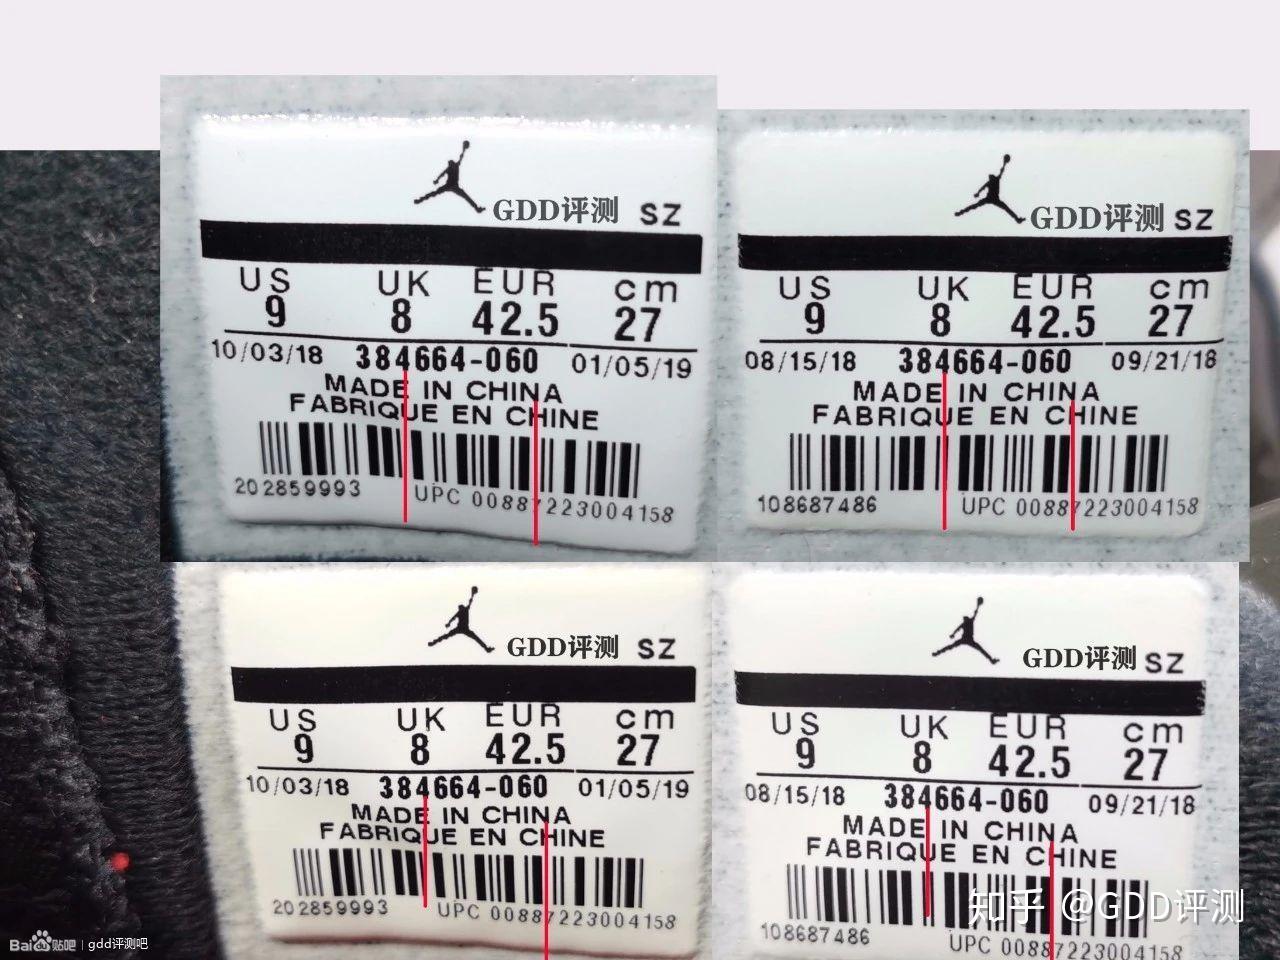 GDD评测 SZ
US UK EUR cm
9 8 42.5 27
10/03/18 384664-060 01/05/19
MADE IN CHINA
FABRIQUE EN CHINE
202859993 UPC 00887223004158
GDD评测 SZ
US UK EUR cm
9 8 42.5 27
08/15/18 384664-060 09/21/18
MADE IN CHINA
FABRIQUE EN CHINE
108687486 UPC 00887223004158
GDD评测 SZ
US UK EUR cm
9 8 42.5 27
10/03/18 384664-060 01/05/19
MADE IN CHINA
FABRIQUE EN CHINE
202859993 UPC 00887223004158
GDD评测 SZ
US UK EUR cm
9 8 42.5 27
08/15/18 384664-060 09/21/18
MADE IN CHINA
FABRIQUE EN CHINE
知乎 @GDD评测
108687486 UPC 00887223004158
Bai贴吧 | gdd评测吧